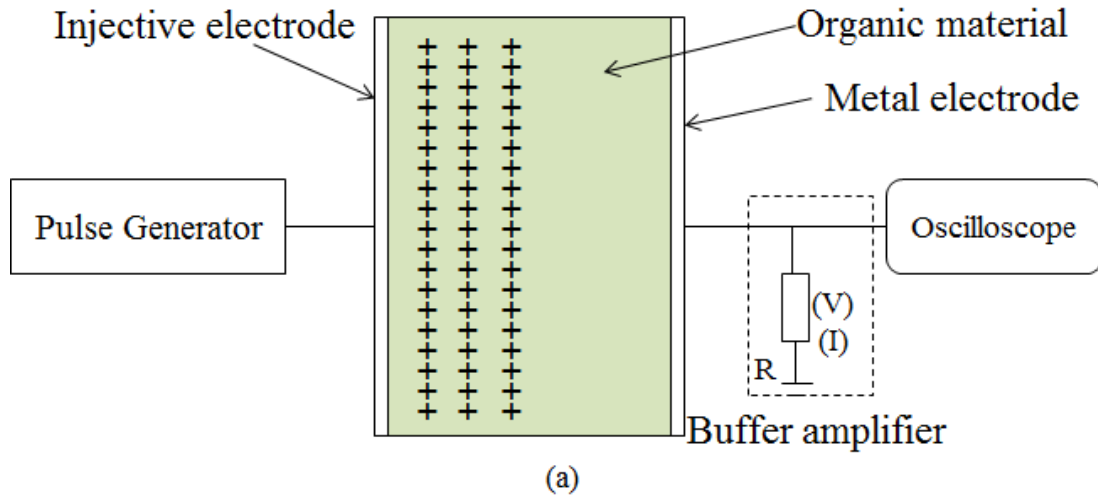 Injective electrode
Organic material
Metal electrode
Pulse Generator
Oscilloscope
(V)
(I)
R
Buffer amplifier
(a)